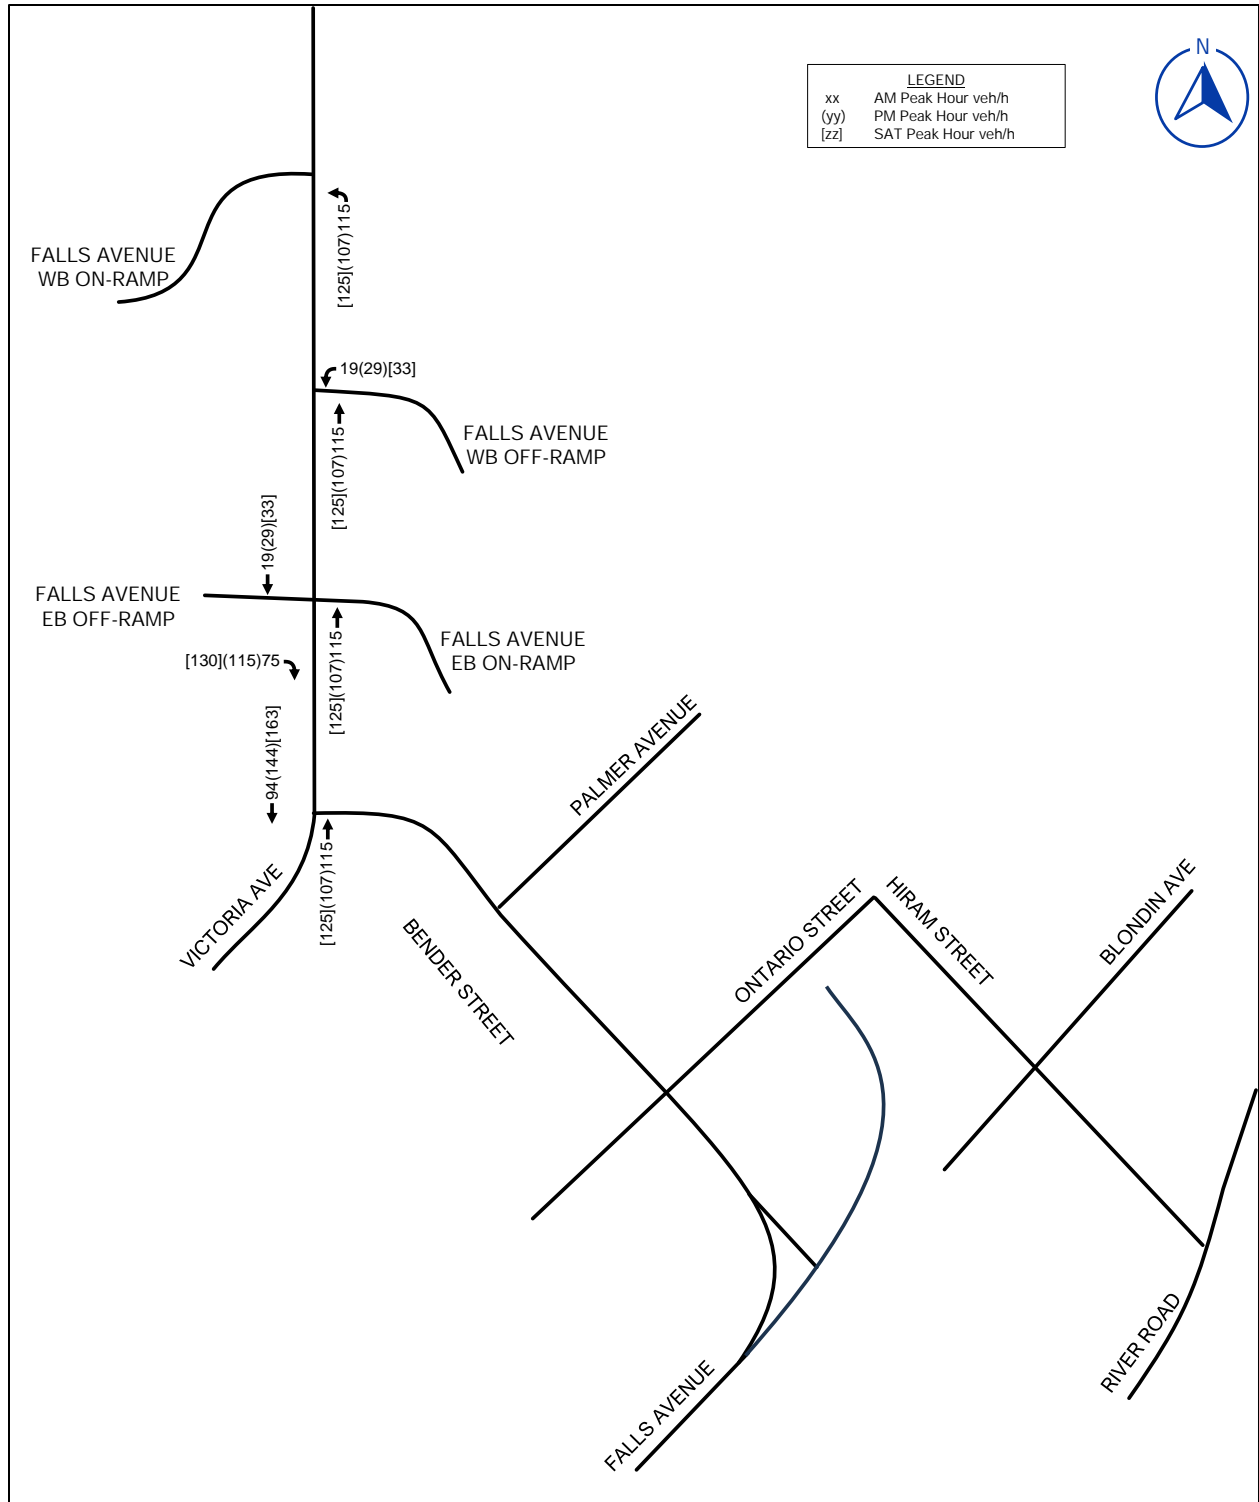 N
LEGEND
xx AM Peak Hour veh/h
(yy) PM Peak Hour veh/h
[zz] SAT Peak Hour veh/h
[125](107)115
FALLS AVENUE
WB ON-RAMP
19(29)[33]
[125](107)115
FALLS AVENUE
WB OFF-RAMP
19(29)[33]
FALLS AVENUE
EB OFF-RAMP
[125](107)115
FALLS AVENUE
EB ON-RAMP
[130](115)75
94(144)[163]
[125](107)115
PALMER AVENUE
VICTORIA AVE
BENDER STREET
ONTARIO STREET
HIRAM STREET
BLONDIN AVE
RIVER ROAD
FALLS AVENUE